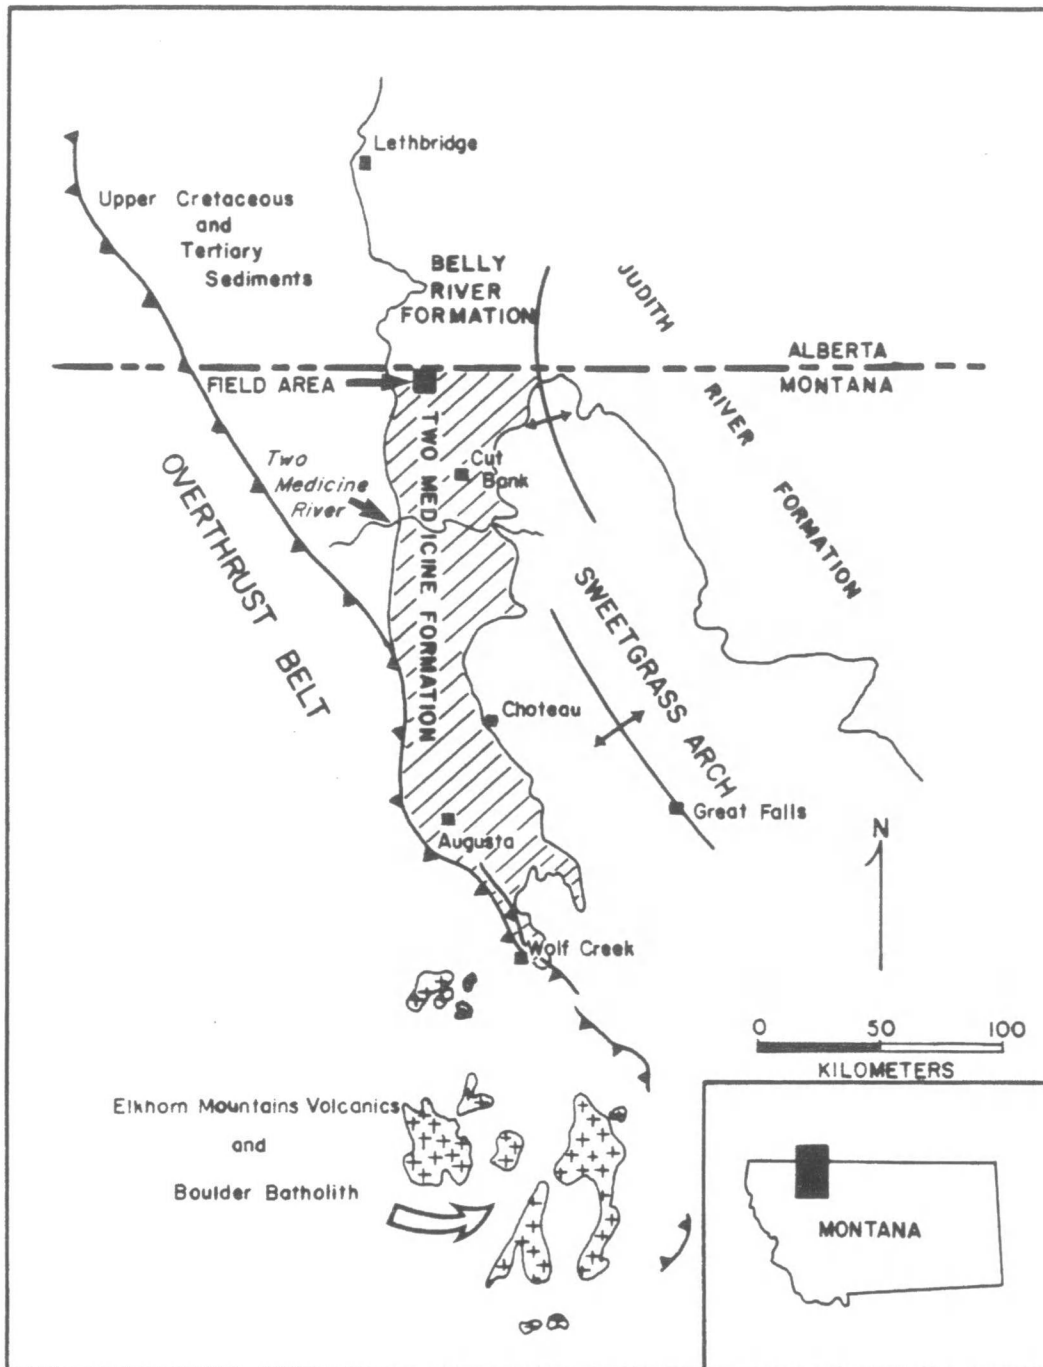 Lethbridge
Upper Cretaceous
and
Tertiary
Sediments
BELLY
RIVER
FORMATION
JUDITH
RIVER
FORMATION
ALBERTA
MONTANA
FIELD AREA
TWO MEDICINE FORMATION
Cut
Bank
Two
Medicine
River
OVERTHRUST BELT
SWEETGRASS ARCH
Choteau
Great Falls
Augusta
Wolf Creek
N
0 50 100
KILOMETERS
Elkhorn Mountains Volcanics
and
Boulder Batholith
MONTANA